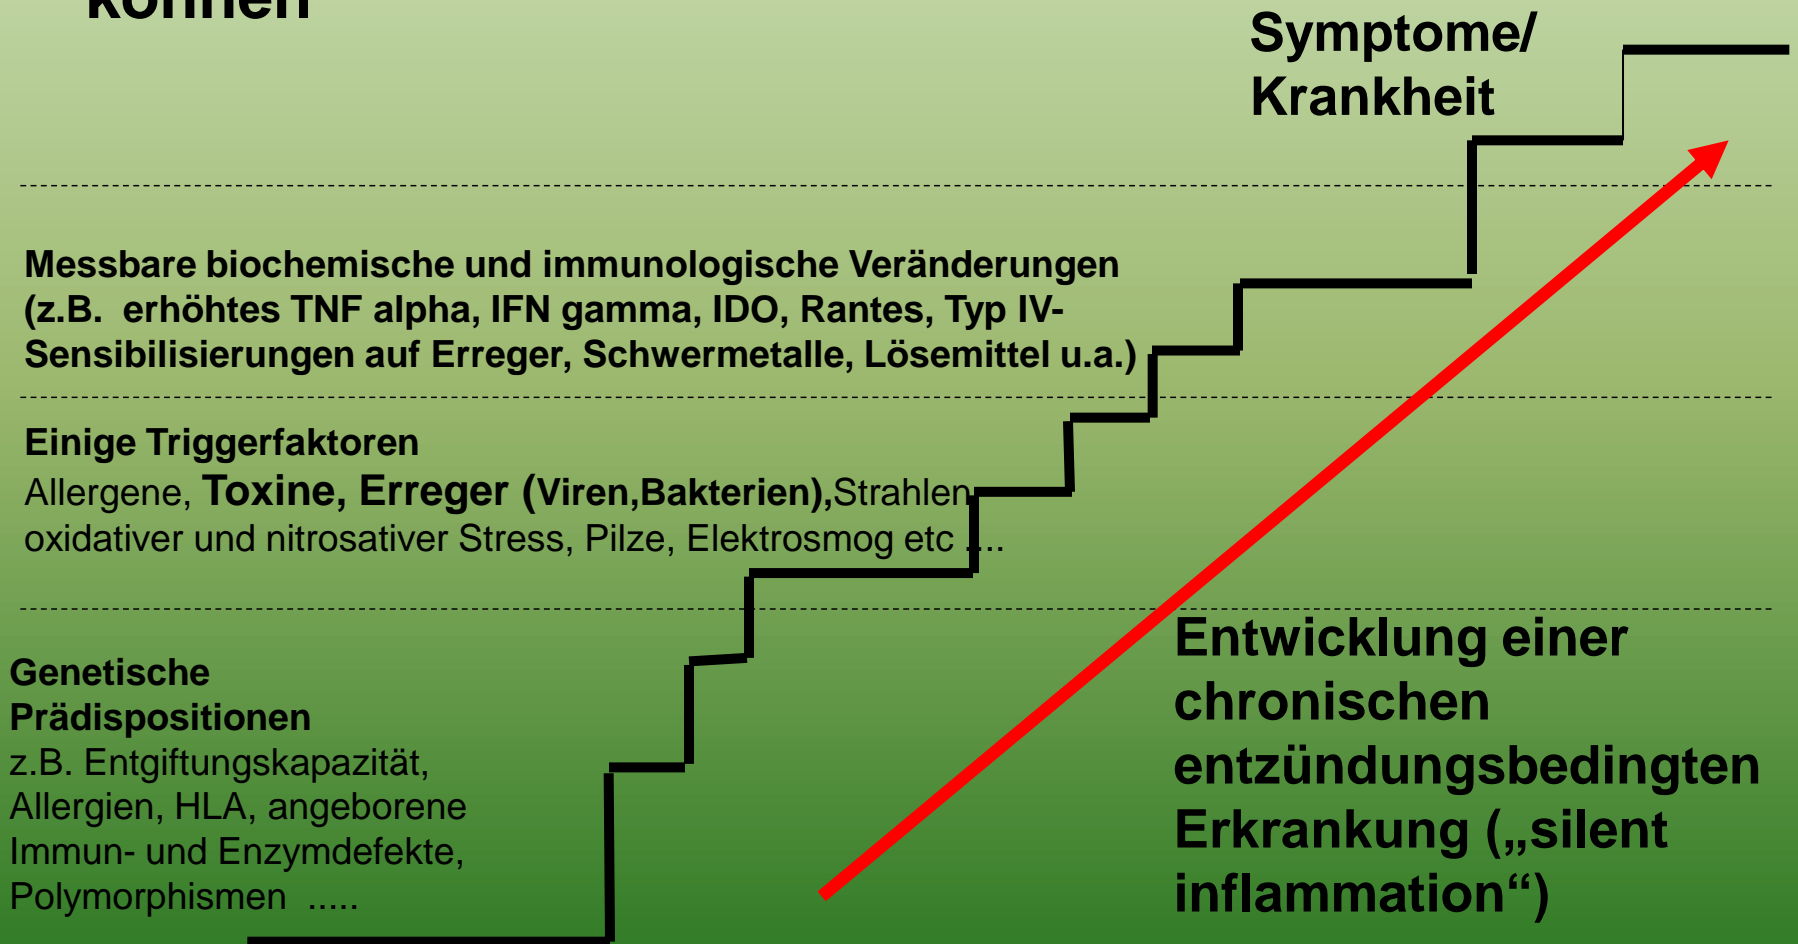 können
Symptome/
Krankheit
Messbare biochemische und immunologische Veränderungen
(z.B. erhöhtes TNF alpha, IFN gamma, IDO, Rantes, Typ IV-
Sensibilisierungen auf Erreger, Schwermetalle, Lösemittel u.a.)
Einige Triggerfaktoren
Allergene, Toxine, Erreger (Viren,Bakterien),Strahlen
oxidativer und nitrosativer Stress, Pilze, Elektrosmog etc ....
Genetische
Prädispositionen
z.B. Entgiftungskapazität,
Allergien, HLA, angeborene
Immun- und Enzymdefekte,
Polymorphismen .....
Entwicklung einer
chronischen
entzündungsbedingten
Erkrankung („silent
inflammation“)